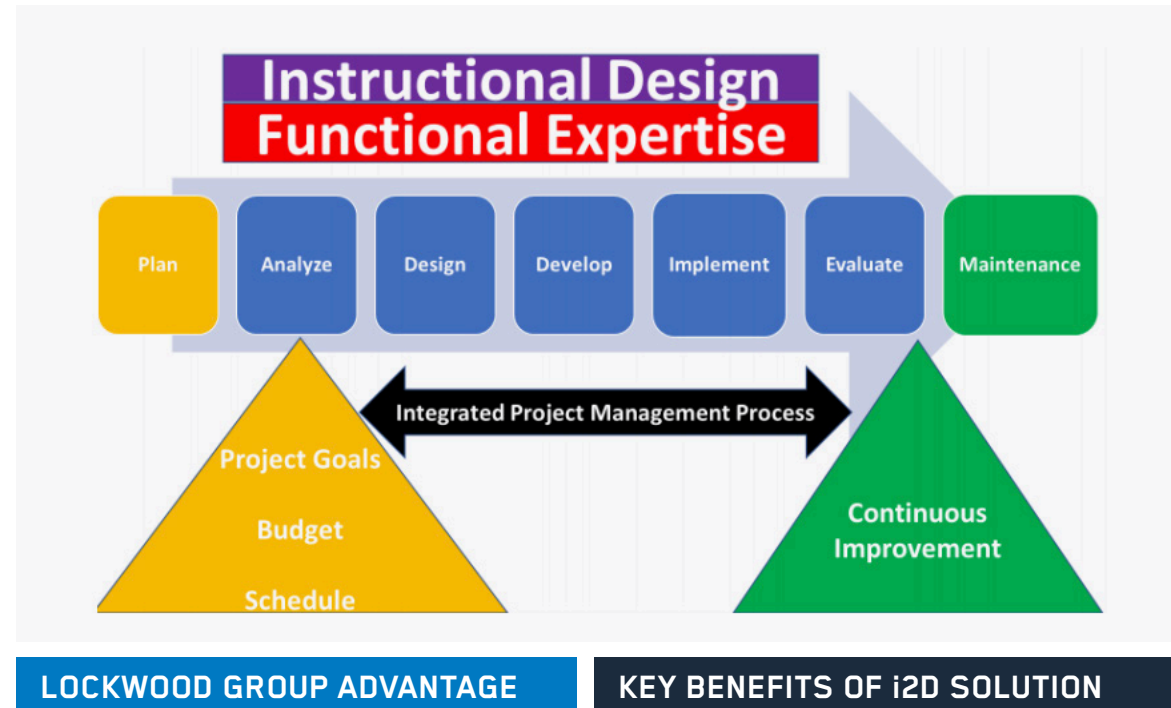 Instructional Design
Functional Expertise
Plan
Analyze
Design
Develop
Implement
Evaluate
Maintenance
Integrated Project Management Process
Project Goals
Budget
Schedule
Continuous
Improvement
LOCKWOOD GROUP ADVANTAGE
KEY BENEFITS OF i2D SOLUTION